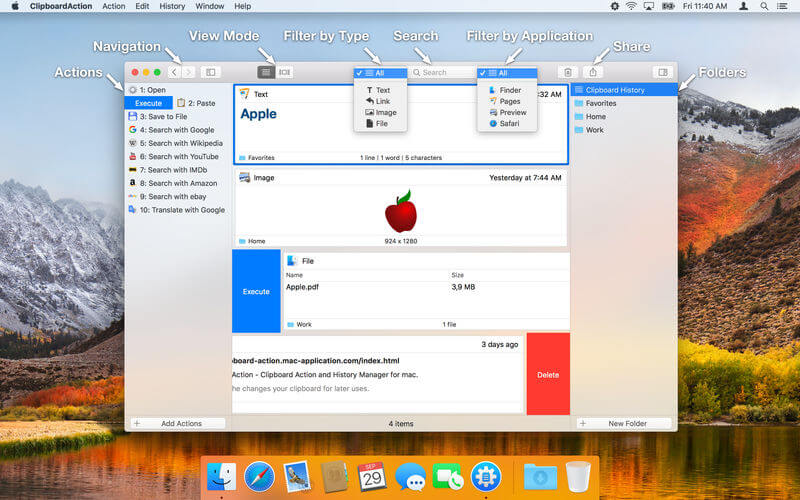 ClipboardAction Action Edit History Window Help
Fri 11:40 AM
View Mode Filter by Type Search Filter by Application
Navigation Share
Actions Folders
All Search All
1: Open
Execute 2: Paste
3: Save to File
4: Search with Google
5: Search with Wikipedia
6: Search with YouTube
7: Search with IMDb
8: Search with Amazon
9: Search with ebay
10: Translate with Google
Add Actions
Text
Link
Image
File
Finder
Pages
Preview
Safari
Text :32 AM
Apple
Favorites 1 line | 1 word | 5 characters
Image Yesterday at 7:44 AM
Home 924 x 1280
Execute
File
Name Size
Apple.pdf 3,9 MB
Work 1 file
3 days ago
board-action.mac-application.com/index.html
Action - Clipboard Action and History Manager for mac.
he changes your clipboard for later uses.
Delete
4 items
Clipboard History
Favorites
Home
Work
New Folder
SEP
29